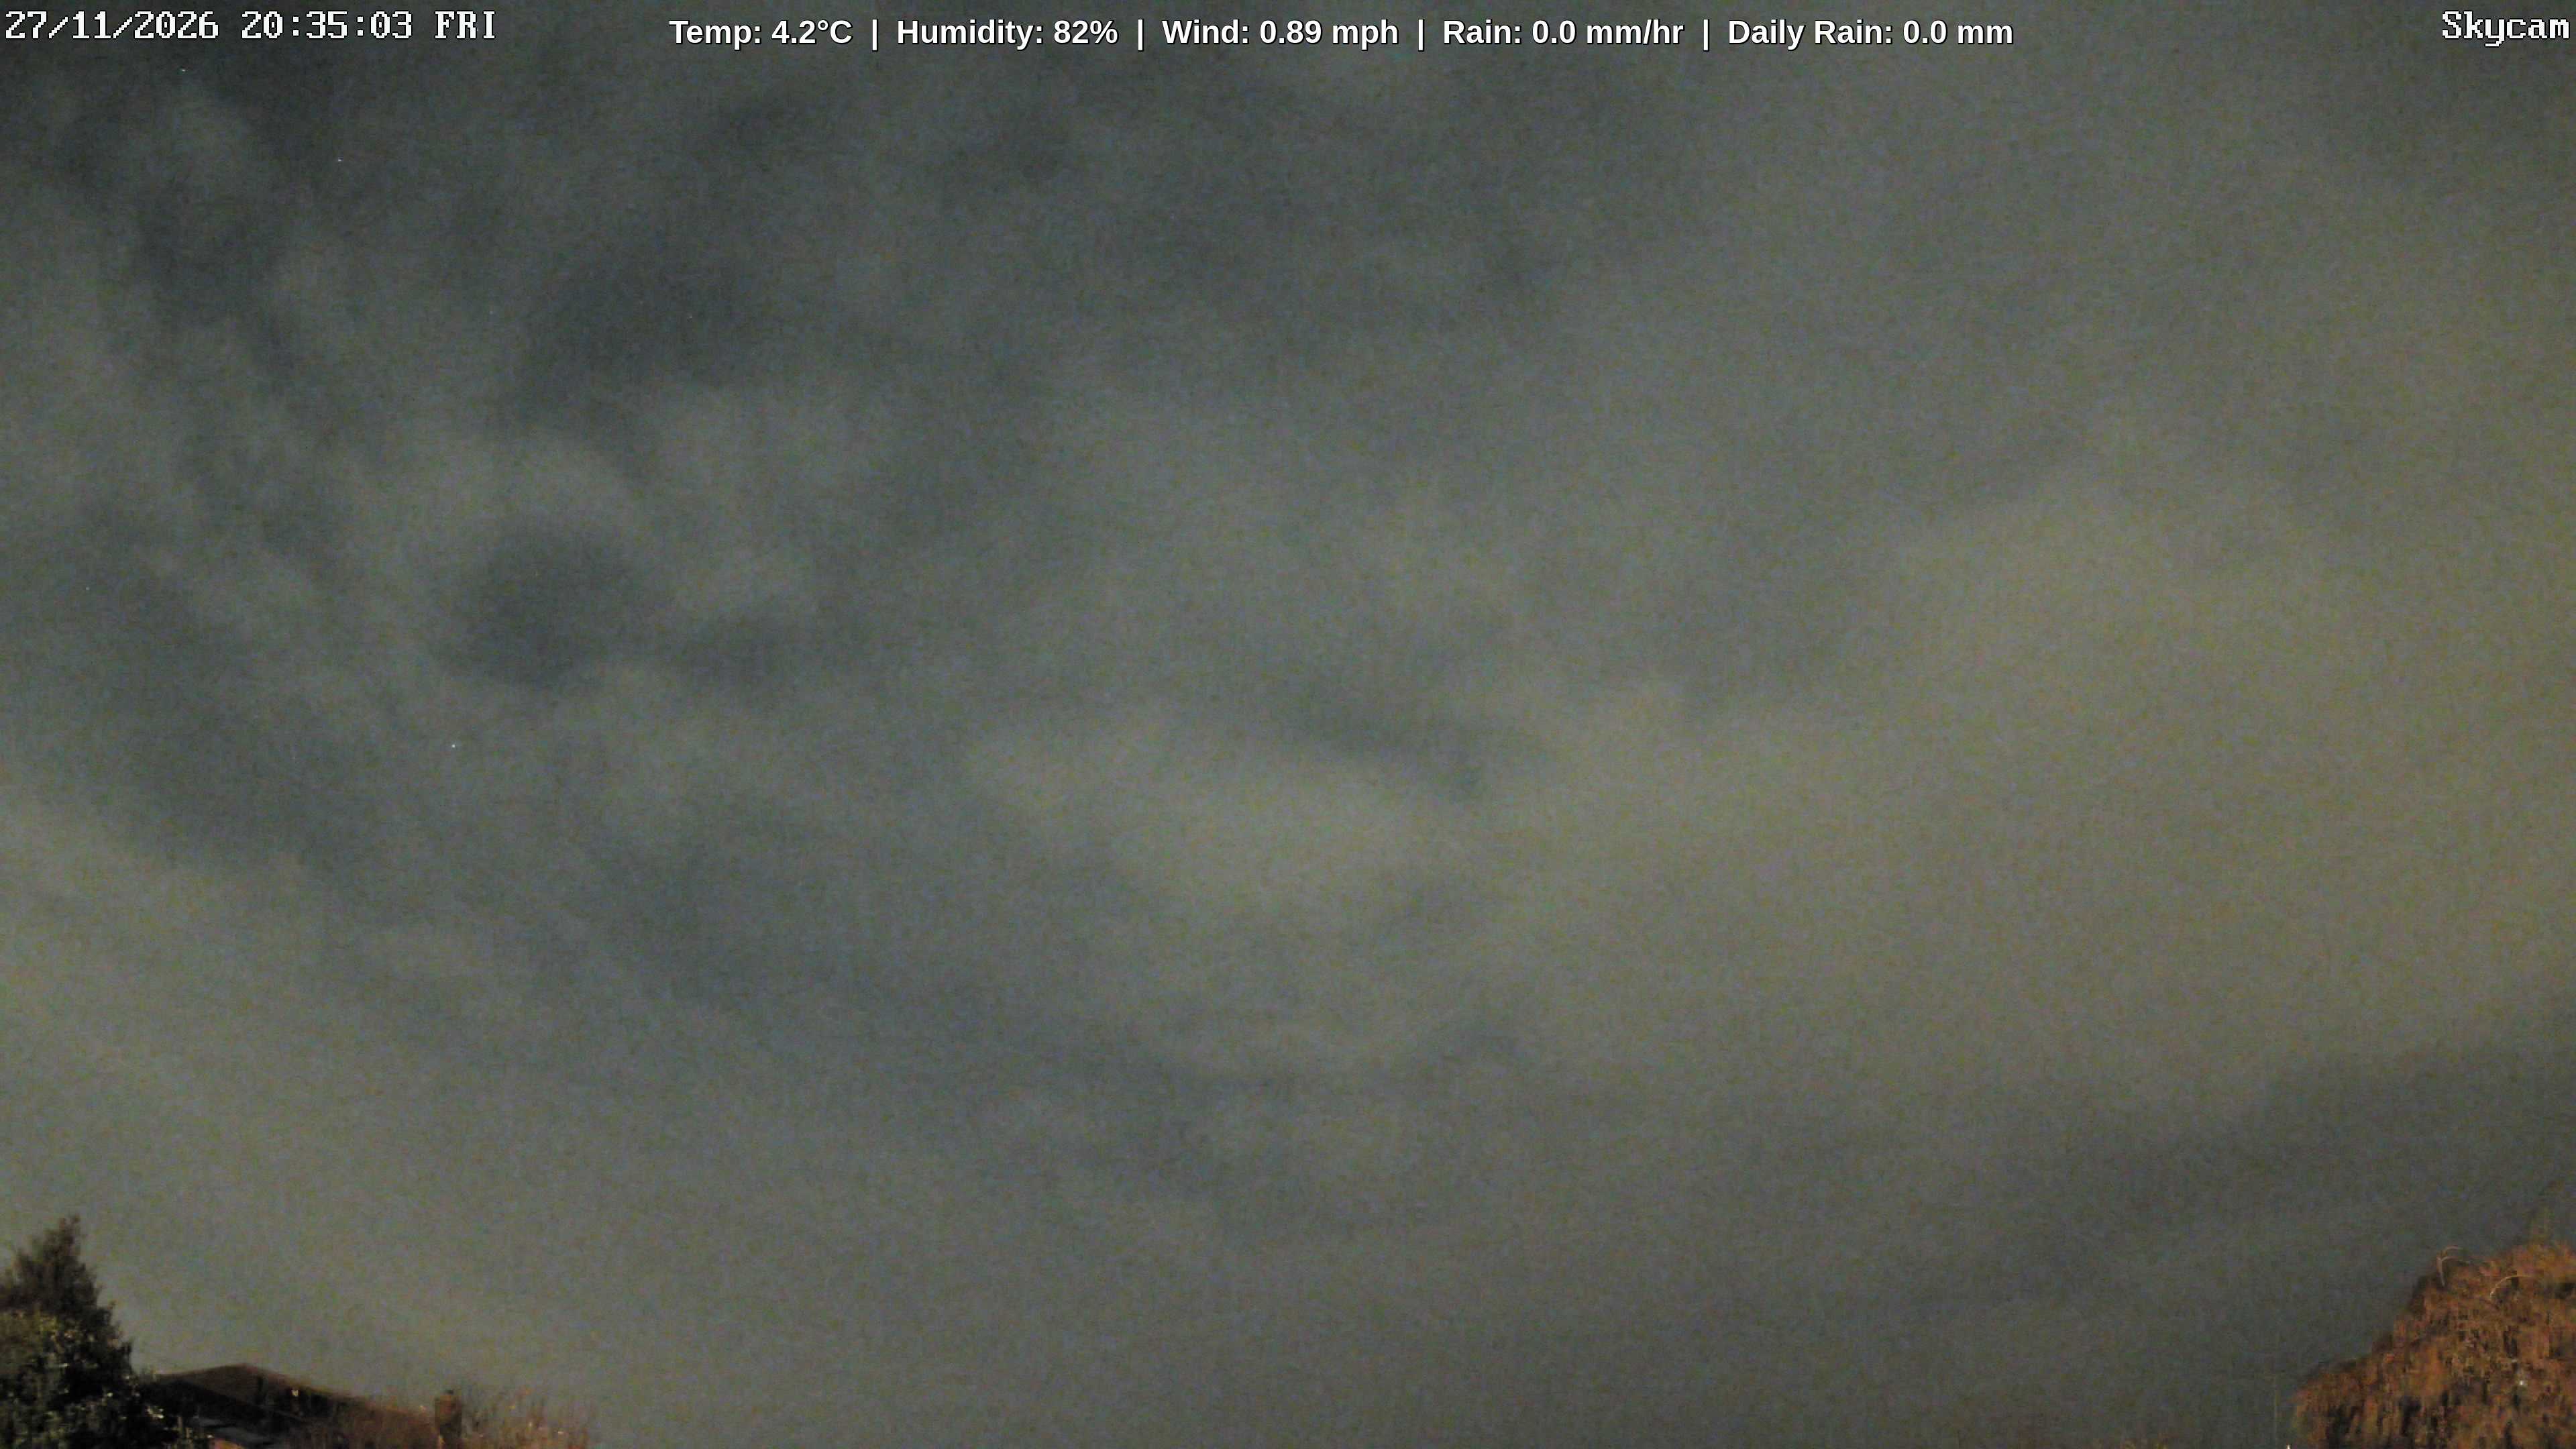 27/11/2026 20:35:03 FRI
Temp: 4.2°C | Humidity: 82% | Wind: 0.89 mph | Rain: 0.0 mm/hr | Daily Rain: 0.0 mm
Skycam